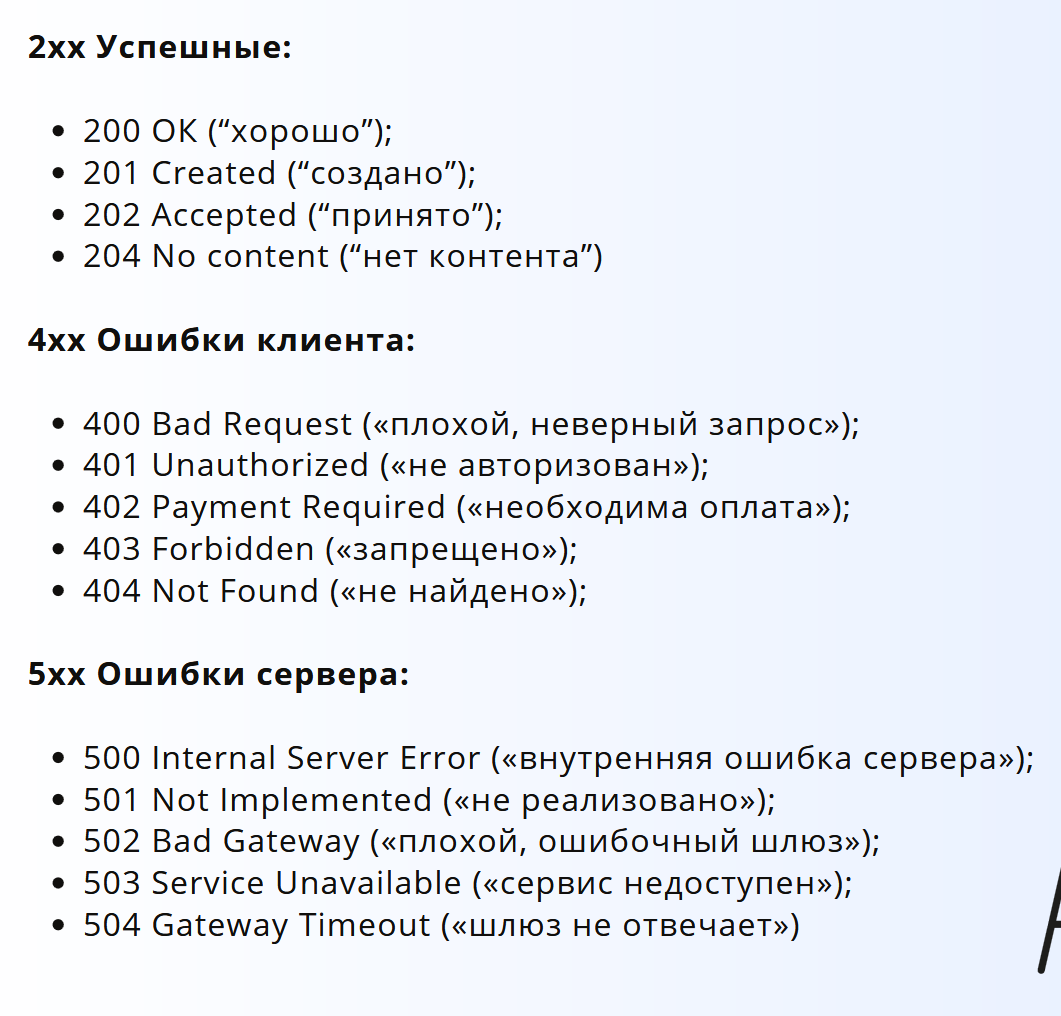 2xx Успешные:
• 200 ОК (“хорошо”);
• 201 Created (“создано”);
• 202 Accepted (“принято”);
• 204 No content (“нет контента”)
4xx Ошибки клиента:
• 400 Bad Request («плохой, неверный запрос»);
• 401 Unauthorized («не авторизован»);
• 402 Payment Required («необходима оплата»);
• 403 Forbidden («запрещено»);
• 404 Not Found («не найдено»);
5xx Ошибки сервера:
• 500 Internal Server Error («внутренняя ошибка сервера»);
• 501 Not Implemented («не реализовано»);
• 502 Bad Gateway («плохой, ошибочный шлюз»);
• 503 Service Unavailable («сервис недоступен»);
• 504 Gateway Timeout («шлюз не отвечает»)